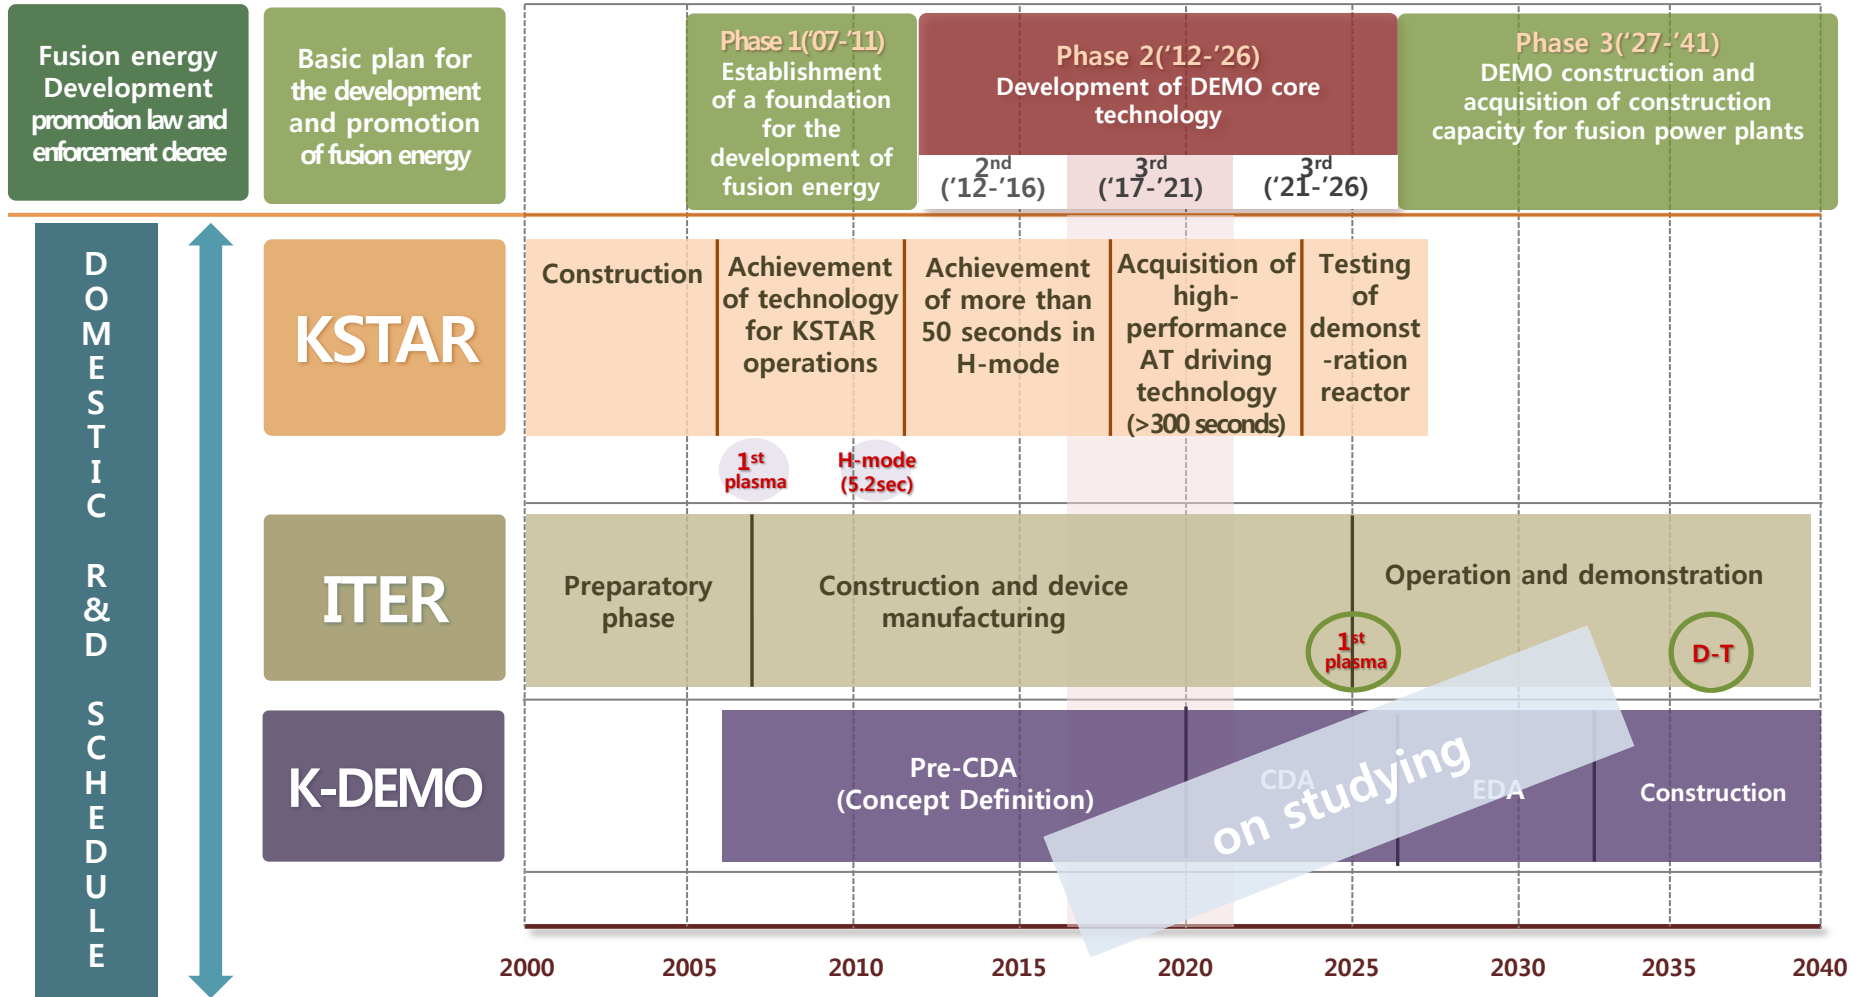 Fusion energy
Development
promotion law and
enforcement decree
Basic plan for
the development
and promotion
of fusion energy
Phase 1(‘07-’11)
Establishment
of a foundation
for the
development of
fusion energy
Phase 2(‘12-‘26)
Development of DEMO core
technology
2nd
(‘12-’16)
3rd
(‘17-’21)
3rd
(‘21-’26)
Phase 3(‘27-‘41)
DEMO construction and
acquisition of construction
capacity for fusion power plants
DOMESTIC R&D SCHEDULE
KSTAR
Construction
Achievement
of technology
for KSTAR
operations
Achievement
of more than
50 seconds in
H-mode
Acquisition of
high-
performance
AT driving
technology
(>300 seconds)
Testing
of
demonst
-ration
reactor
1st
plasma
H-mode
(5.2sec)
ITER
Preparatory
phase
Construction and device
manufacturing
Operation and demonstration
1st
plasma
D-T
K-DEMO
Pre-CDA
(Concept Definition)
CDA
EDA
Construction
on studying
2000 2005 2010 2015 2020 2025 2030 2035 2040